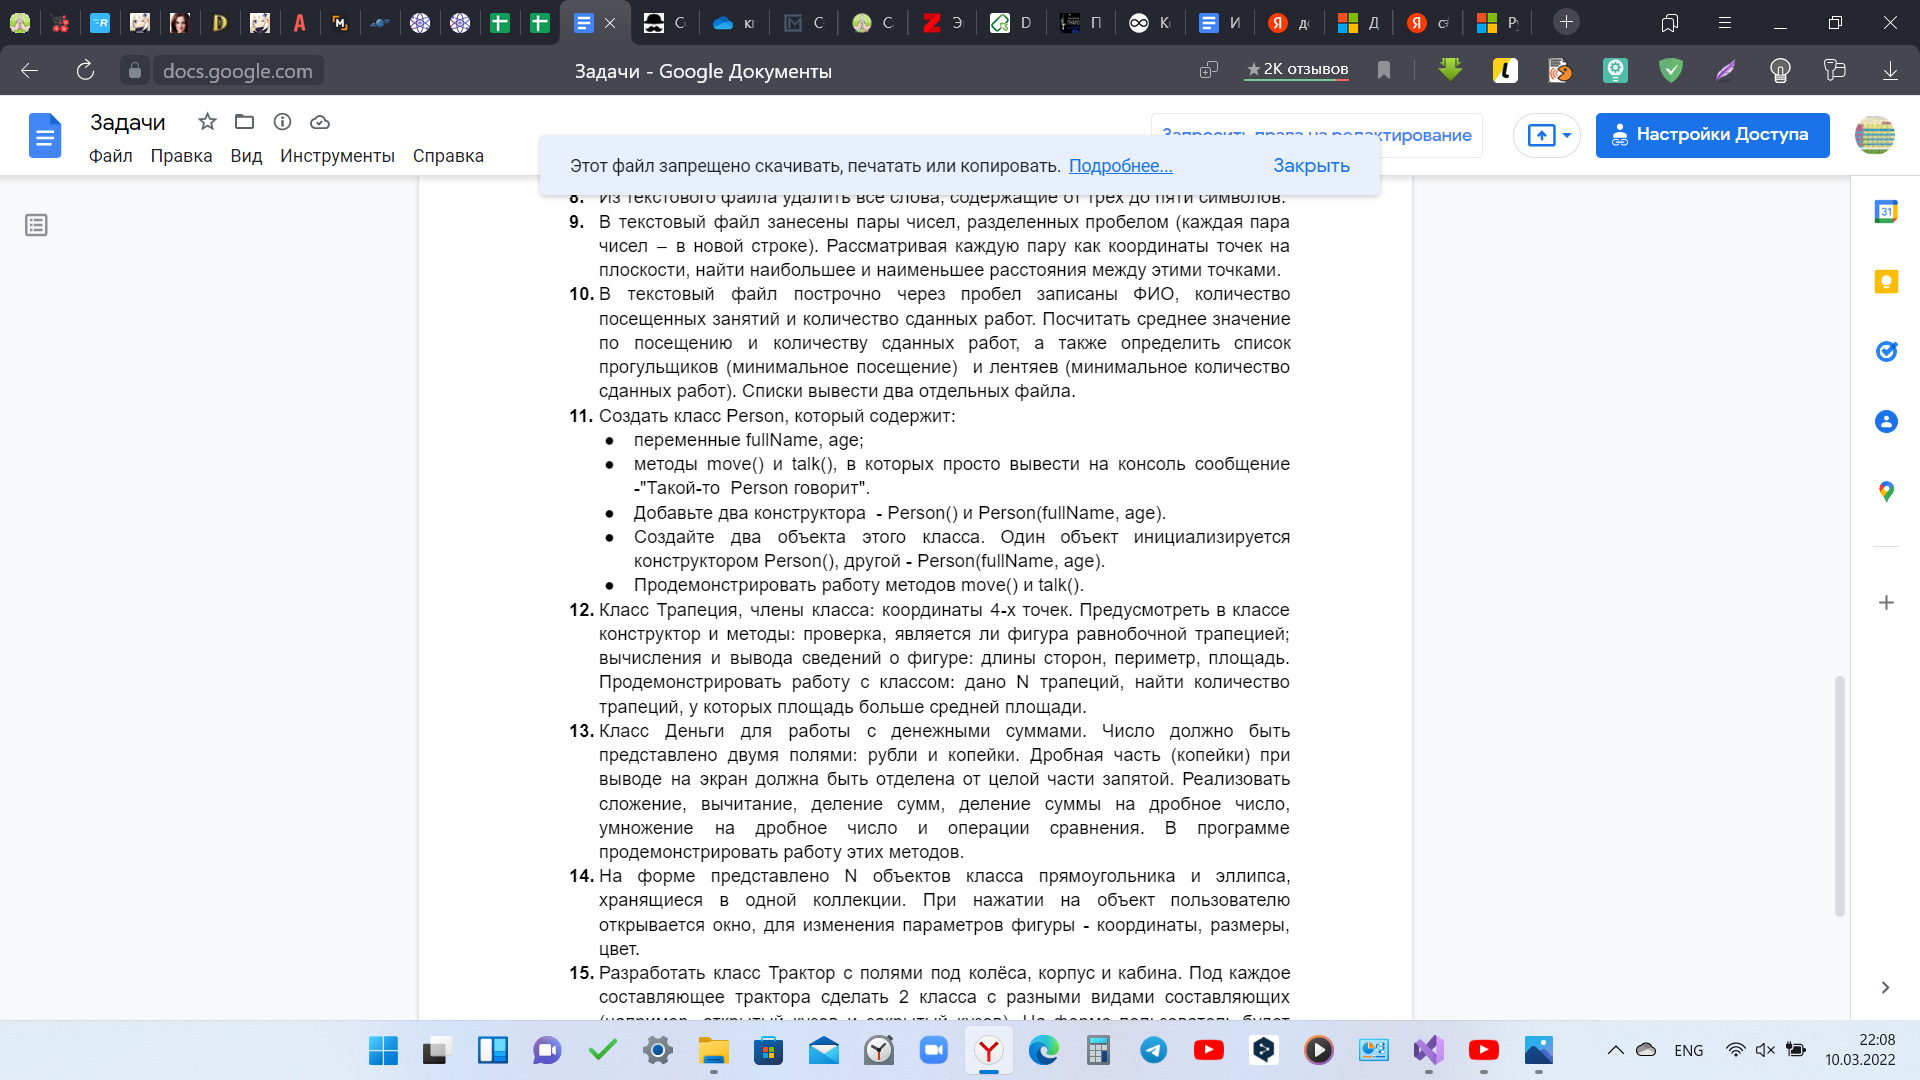 docs.google.com
Задачи - Google Документы
★ 2К отзывов
Задачи
Файл Правка Вид Инструменты Справка
Запросить права на редактирование
Настройки Доступа
Этот файл запрещено скачивать, печатать или копировать. Подробнее... Закрыть
8. Из текстового файла удалить все слова, содержащие от трех до пяти символов.
9. В текстовый файл занесены пары чисел, разделенных пробелом (каждая пара
чисел – в новой строке). Рассматривая каждую пару как координаты точек на
плоскости, найти наибольшее и наименьшее расстояния между этими точками.
10. В текстовый файл построчно через пробел записаны ФИО, количество
посещенных занятий и количество сданных работ. Посчитать среднее значение
по посещению и количеству сданных работ, а также определить список
прогульщиков (минимальное посещение) и лентяев (минимальное количество
сданных работ). Списки вывести два отдельных файла.
11. Создать класс Person, который содержит:
● переменные fullName, age;
● методы move() и talk(), в которых просто вывести на консоль сообщение
-"Такой-то Person говорит".
● Добавьте два конструктора - Person() и Person(fullName, age).
● Создайте два объекта этого класса. Один объект инициализируется
конструктором Person(), другой - Person(fullName, age).
● Продемонстрировать работу методов move() и talk().
12. Класс Трапеция, члены класса: координаты 4-х точек. Предусмотреть в классе
конструктор и методы: проверка, является ли фигура равнобочной трапецией;
вычисления и вывода сведений о фигуре: длины сторон, периметр, площадь.
Продемонстрировать работу с классом: дано N трапеций, найти количество
трапеций, у которых площадь больше средней площади.
13. Класс Деньги для работы с денежными суммами. Число должно быть
представлено двумя полями: рубли и копейки. Дробная часть (копейки) при
выводе на экран должна быть отделена от целой части запятой. Реализовать
сложение, вычитание, деление сумм, деление суммы на дробное число,
умножение на дробное число и операции сравнения. В программе
продемонстрировать работу этих методов.
14. На форме представлено N объектов класса прямоугольника и эллипса,
хранящиеся в одной коллекции. При нажатии на объект пользователю
открывается окно, для изменения параметров фигуры - координаты, размеры,
цвет.
15. Разработать класс Трактор с полями под колёса, корпус и кабина. Под каждое
составляющее трактора сделать 2 класса с разными видами составляющих
ENG
22:08
10.03.2022